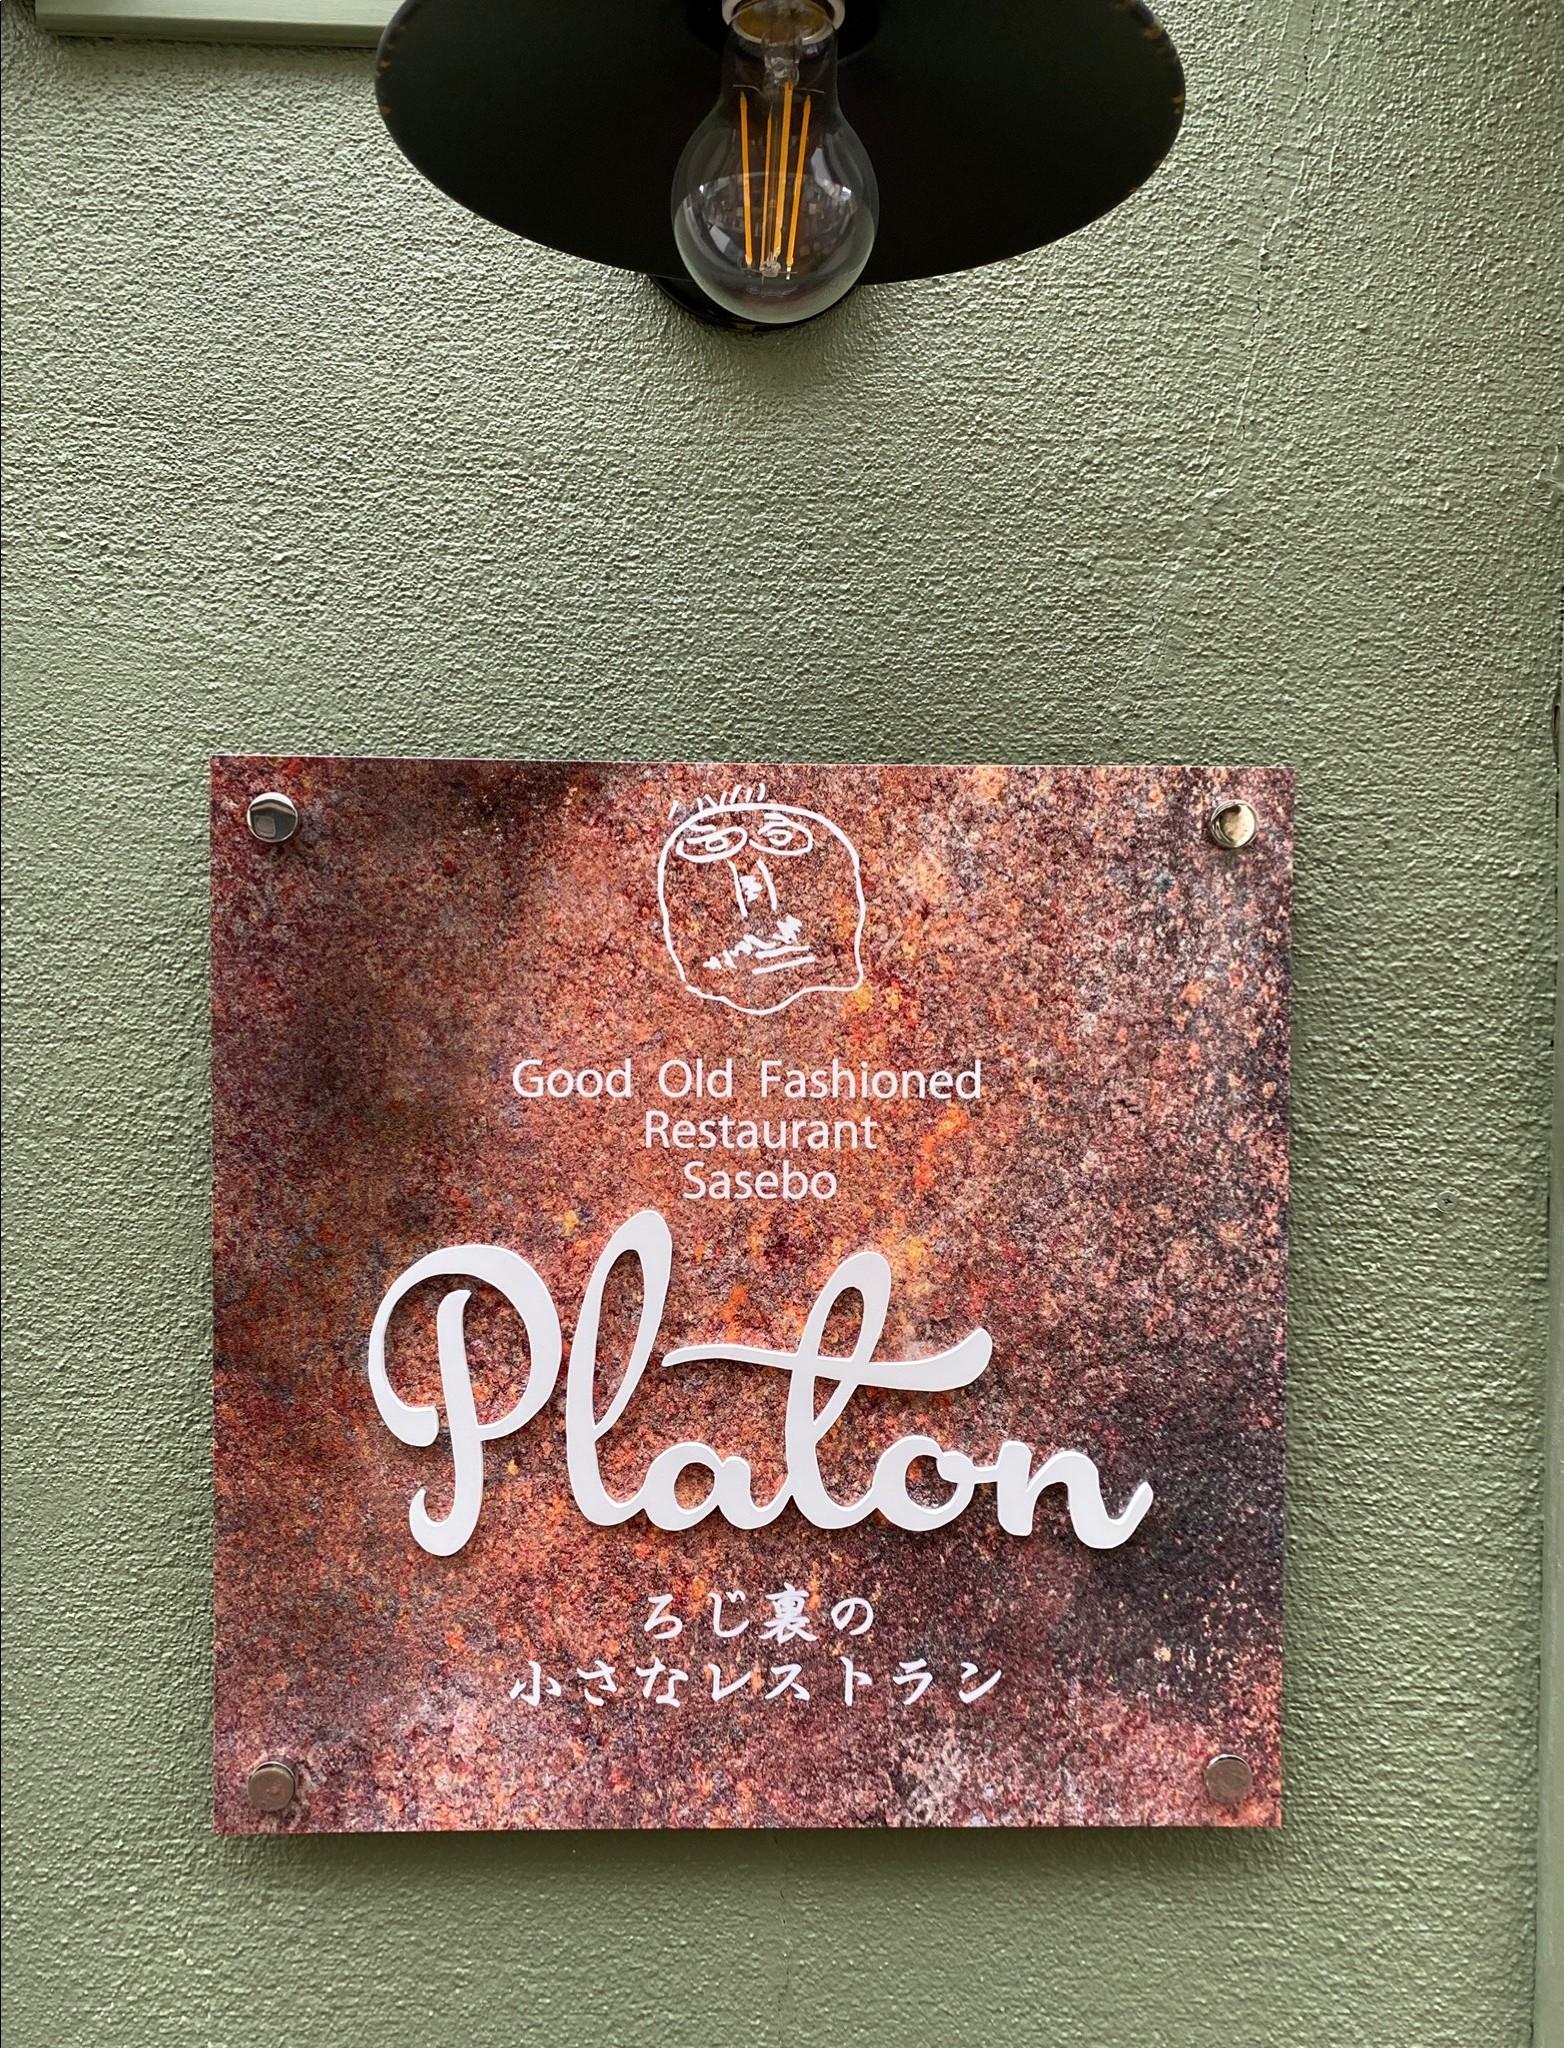 Good Old Fashioned
Restaurant
Sasebo
Platon
ろじ裏の
小さなレストラン